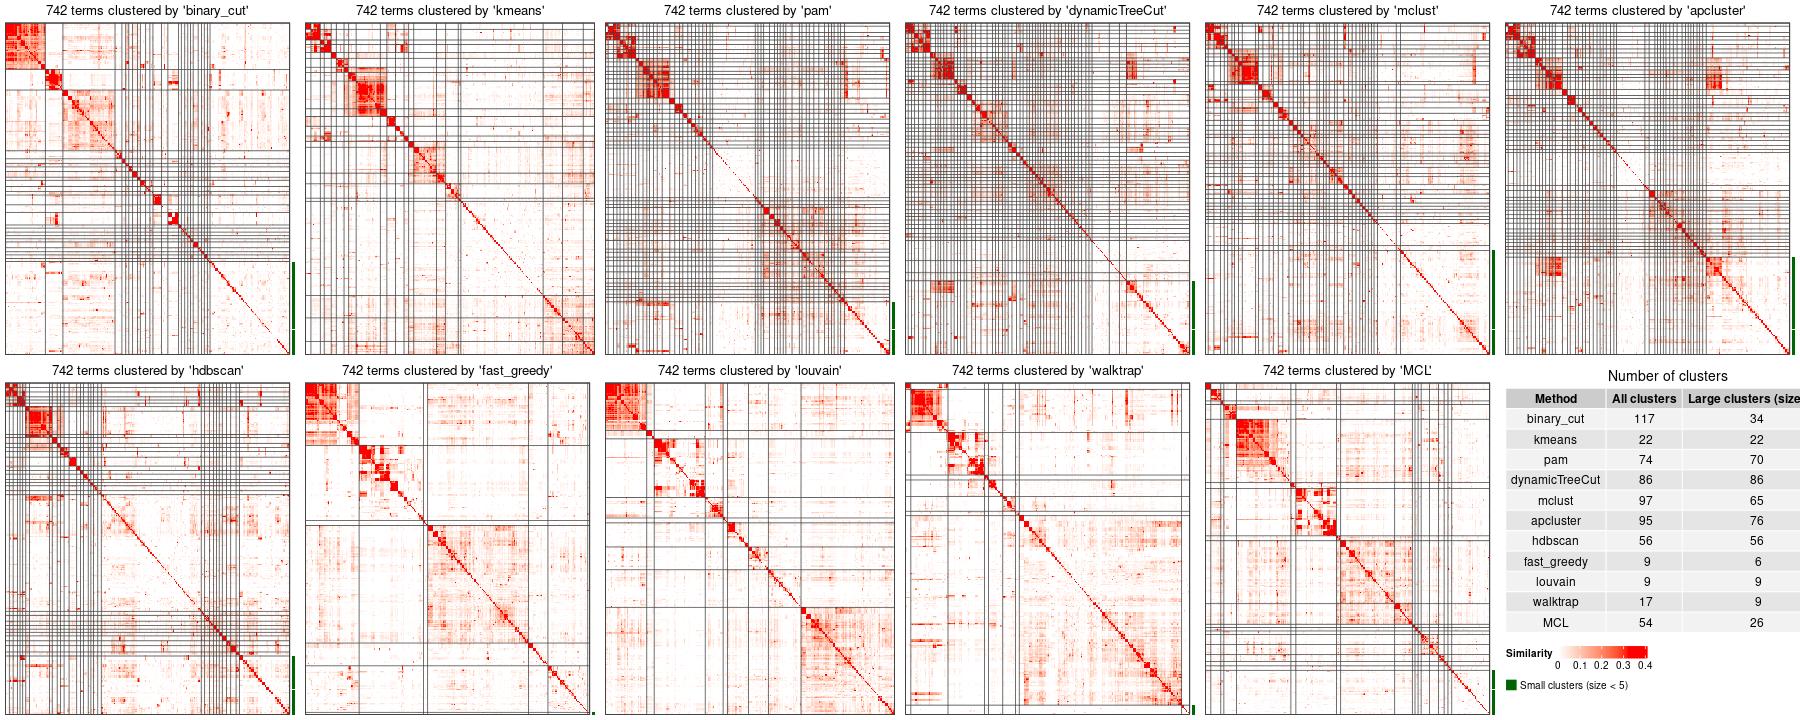 742 terms clustered by 'binary_cut'
742 terms clustered by 'kmeans'
742 terms clustered by 'pam'
742 terms clustered by 'dynamicTreeCut'
742 terms clustered by 'mclust'
742 terms clustered by 'apcluster'
742 terms clustered by 'hdbscan'
742 terms clustered by 'fast_greedy'
742 terms clustered by 'louvain'
742 terms clustered by 'walktrap'
742 terms clustered by 'MCL'
Number of clusters
Method All clusters Large clusters (size
binary_cut 117 34
kmeans 22 22
pam 74 70
dynamicTreeCut 86 86
mclust 97 65
apcluster 95 76
hdbscan 56 56
fast_greedy 9 6
louvain 9 9
walktrap 17 9
MCL 54 26
Similarity
0 0.1 0.2 0.3 0.4
Small clusters (size < 5)